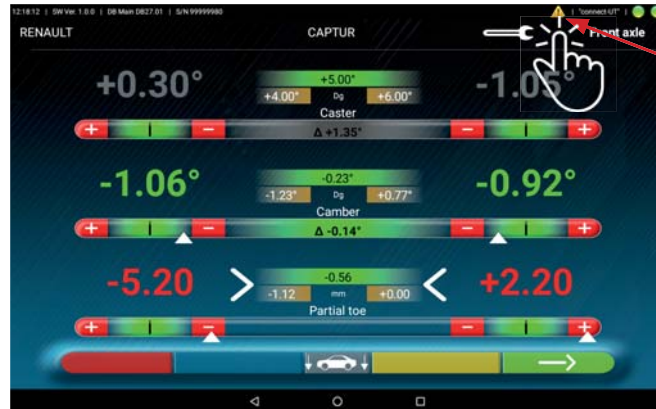 12:18:12 | SW Ver. 1.0.0 | DB Main DB27.01 | S/N 99999980 | "connect-UT" |
RENAULT CAPTUR Front axle
+0.30° +5.00° -1.05°
+4.00° Dg +6.00°
Caster
+ - Δ +1.35° - +
-1.06° -0.23° -0.92°
-1.23° Dg +0.77°
Camber
+ - Δ -0.14° - +
-5.20 -0.56 +2.20
-1.12 mm +0.00
Partial toe
+ - - +